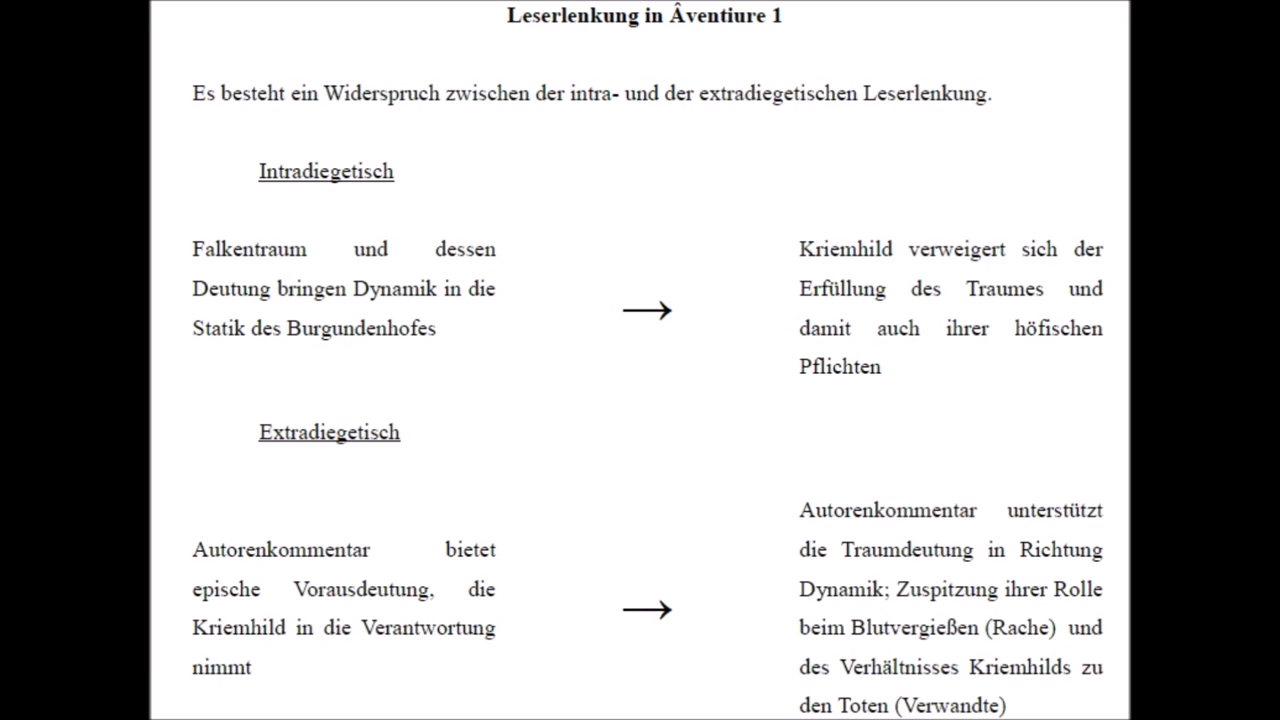 Leserlenkung in Âventiure 1
Es besteht ein Widerspruch zwischen der intra- und der extradiegetischen Leserlenkung.
Intradiegetisch
Falkentraum und dessen
Deutung bringen Dynamik in die
Statik des Burgundenhofes
→
Kriemhild verweigert sich der
Erfüllung des Traumes und
damit auch ihrer höfischen
Pflichten
Extradiegetisch
Autorenkommentar bietet
epische Vorausdeutung, die
Kriemhild in die Verantwortung
nimmt
→
Autorenkommentar unterstützt
die Traumdeutung in Richtung
Dynamik; Zuspitzung ihrer Rolle
beim Blutvergießen (Rache) und
des Verhältnisses Kriemhilds zu
den Toten (Verwandte)